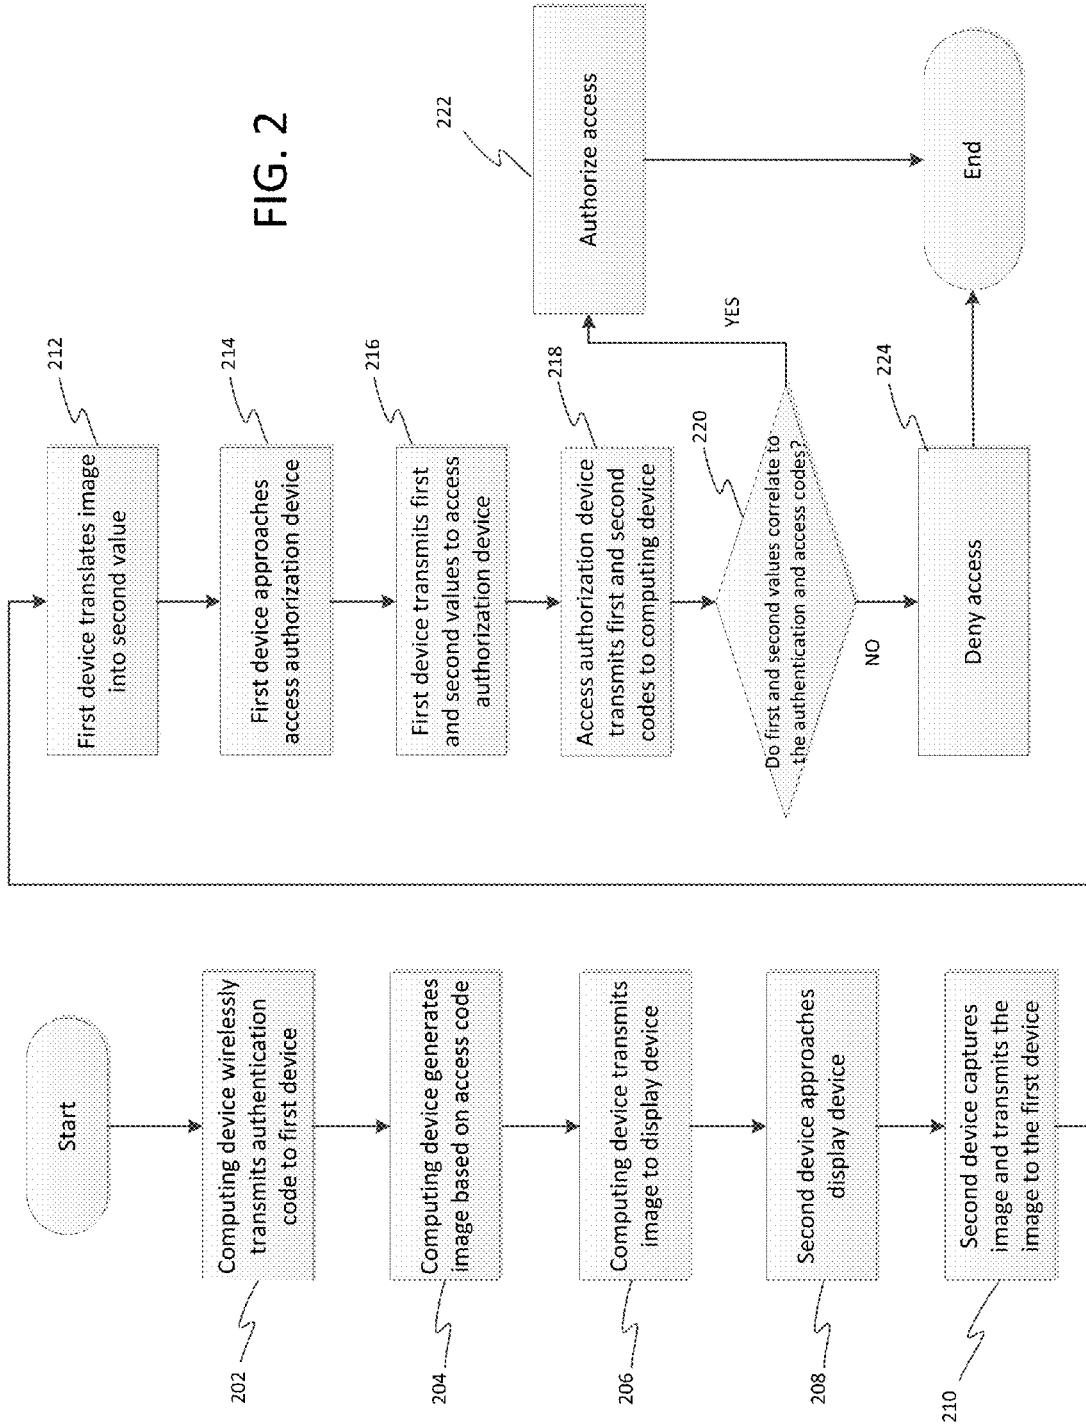 Start
Computing device wirelessly
transmits authentication
code to first device
202
Computing device generates
image based on access code
204
Computing device transmits
image to display device
206
Second device approaches
display device
208
Second device captures
image and transmits the
image to the first device
210
First device translates image
into second value
212
First device approaches
access authorization device
214
First device transmits first
and second values to access
authorization device
216
Access authorization device
transmits first and second
codes to computing device
218
Do first and second values correlate to
the authentication and access codes?
220
YES
NO
Authorize access
222
Deny access
224
End
FIG. 2